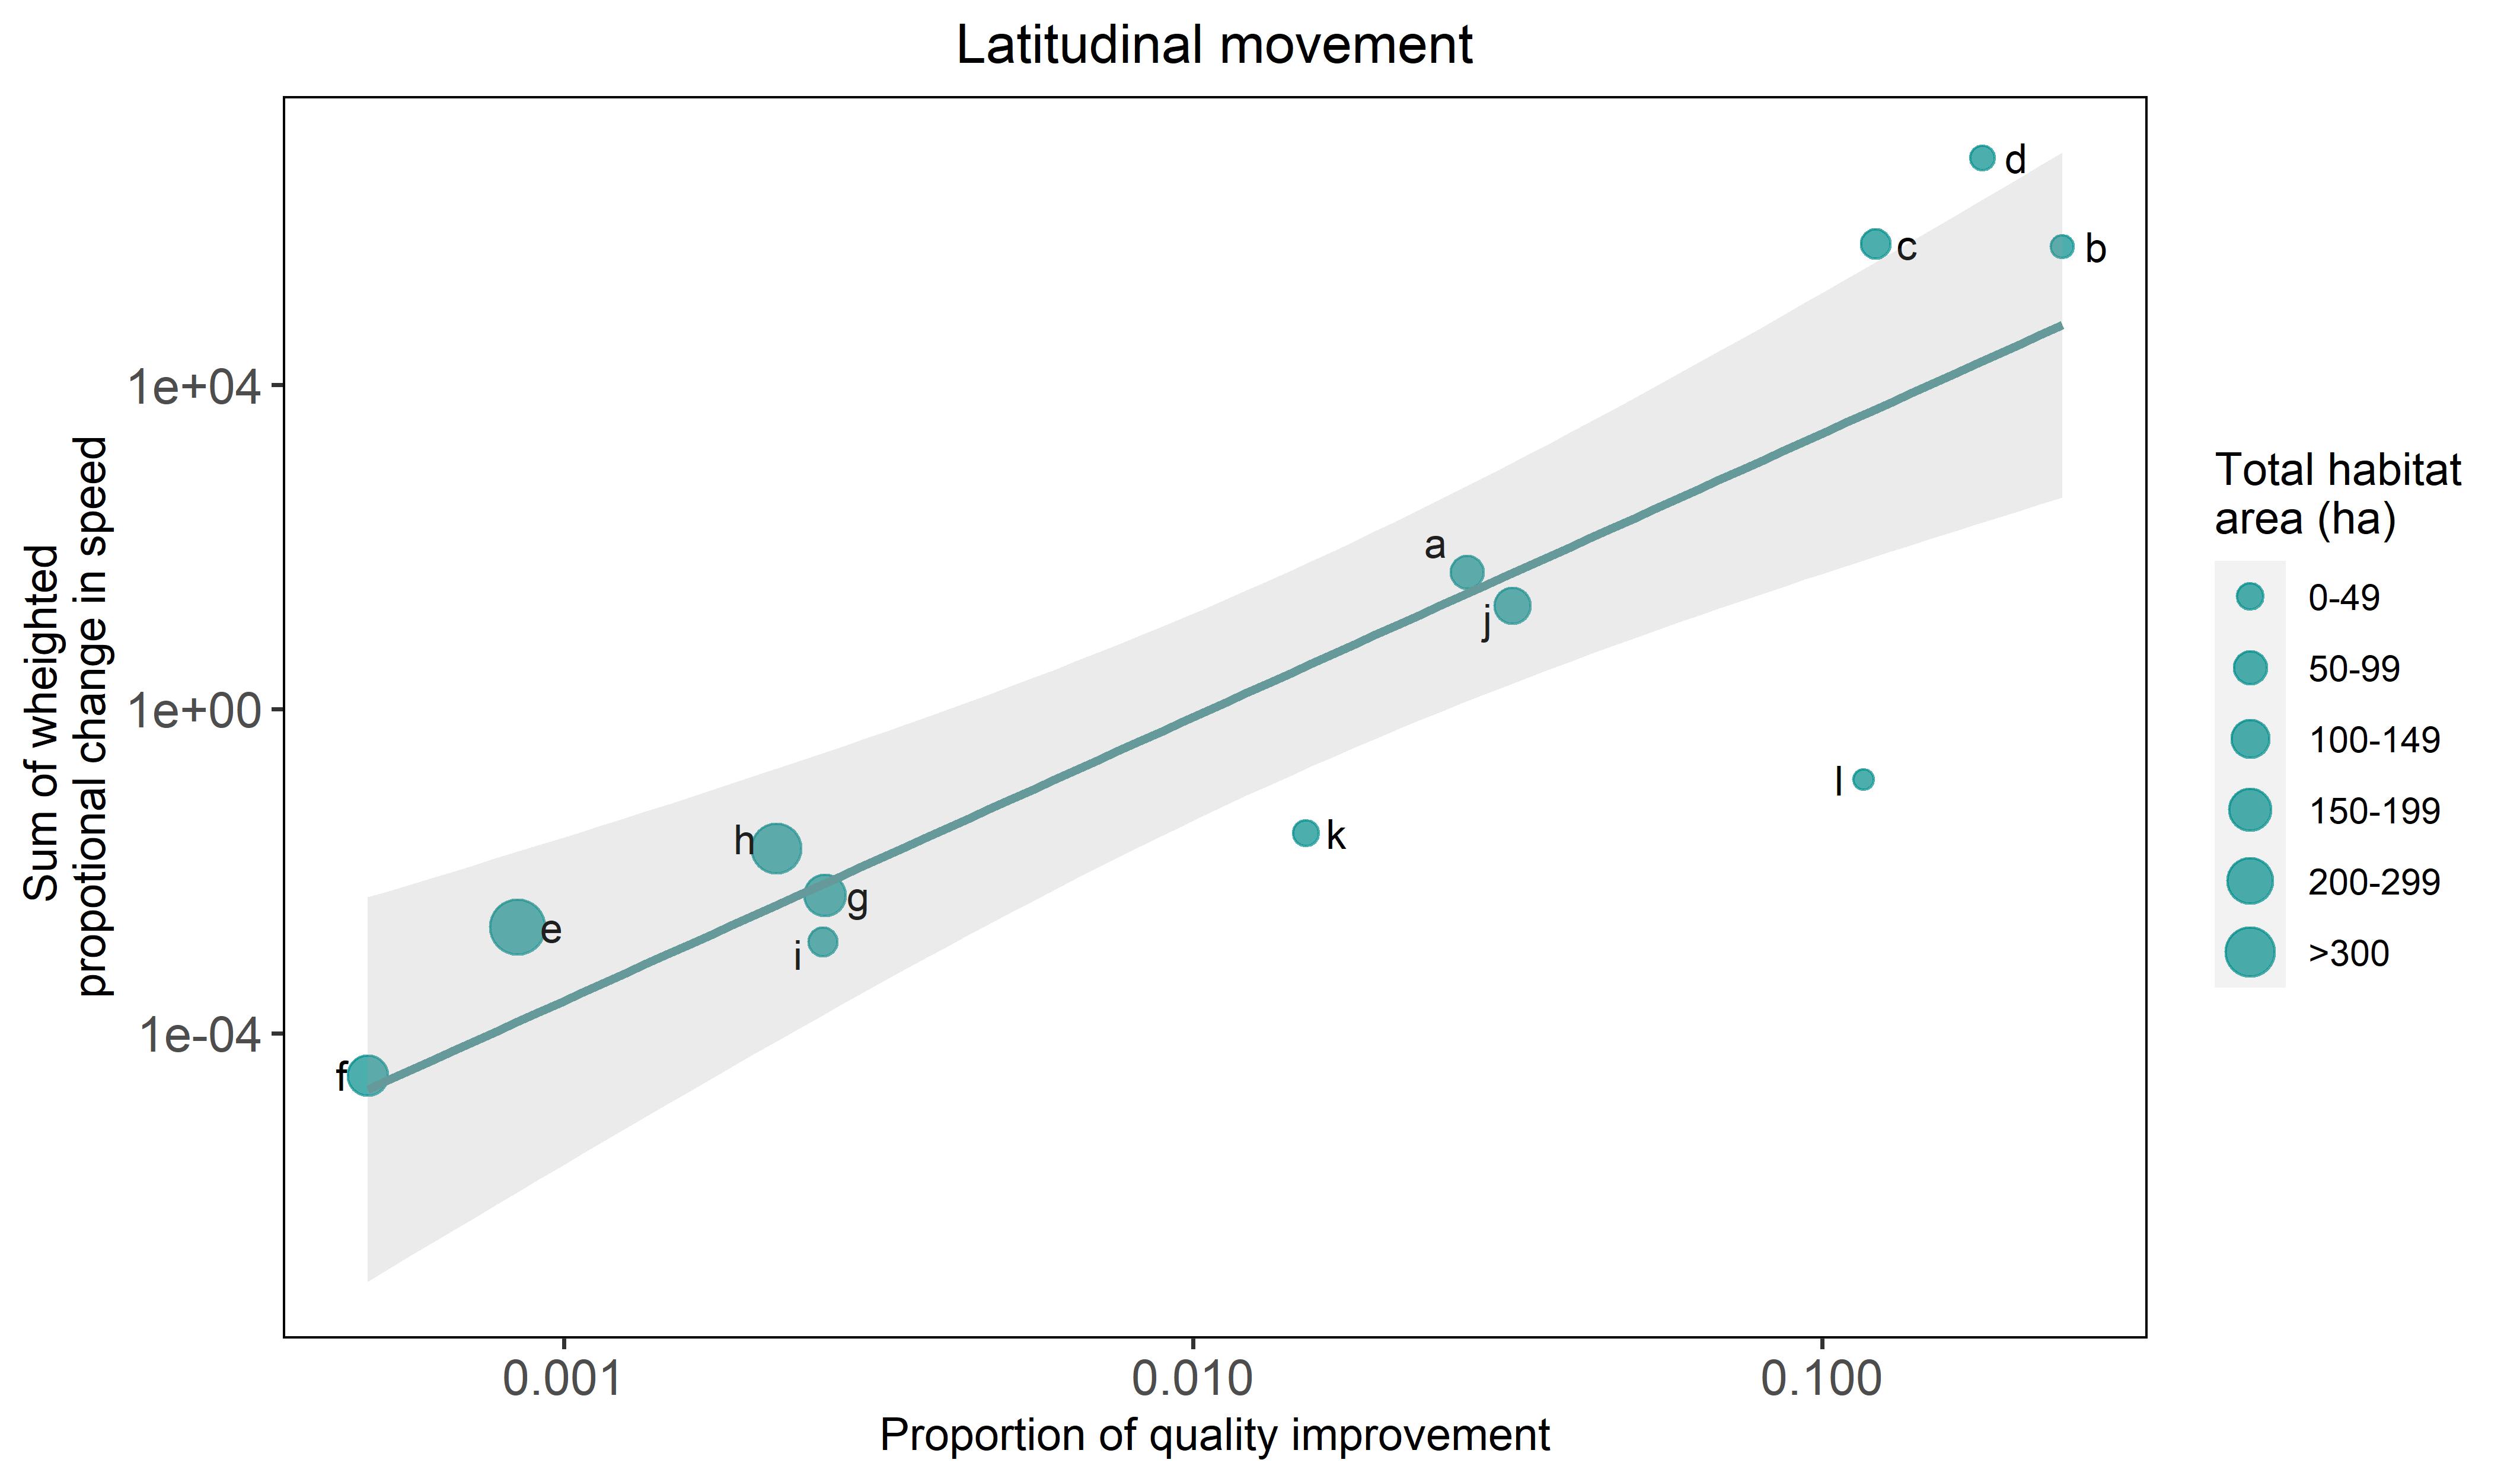 Latitudinal movement
Sum of wheighted
propotional change in speed
1e+04
1e+00
1e-04
d
c
b
a
j
l
k
h
g
e
i
f
0.001
0.010
0.100
Proportion of quality improvement
Total habitat
area (ha)
0-49
50-99
100-149
150-199
200-299
>300